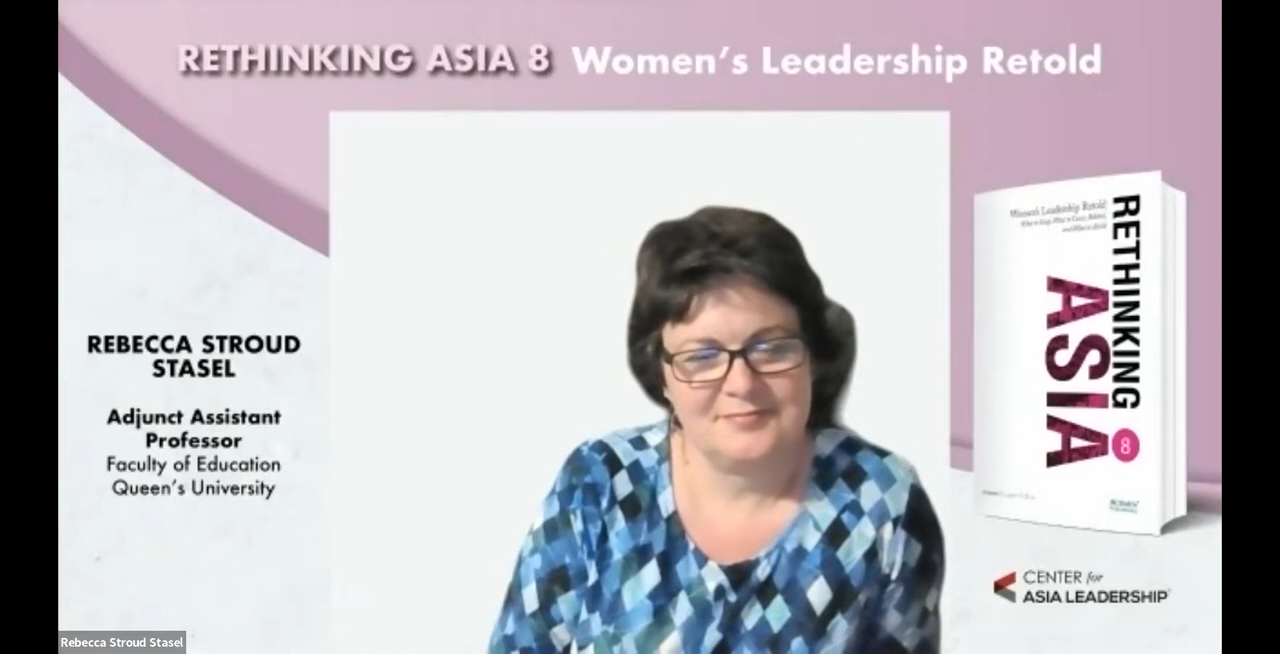 RETHINKING ASIA 8 Women's Leadership Retold
REBECCA STROUD
STASEL
Adjunct Assistant
Professor
Faculty of Education
Queen's University
Women's Leadership Retold
RETHINKING
ASIA
8
CENTER for
ASIA LEADERSHIP
Rebecca Stroud Stasel